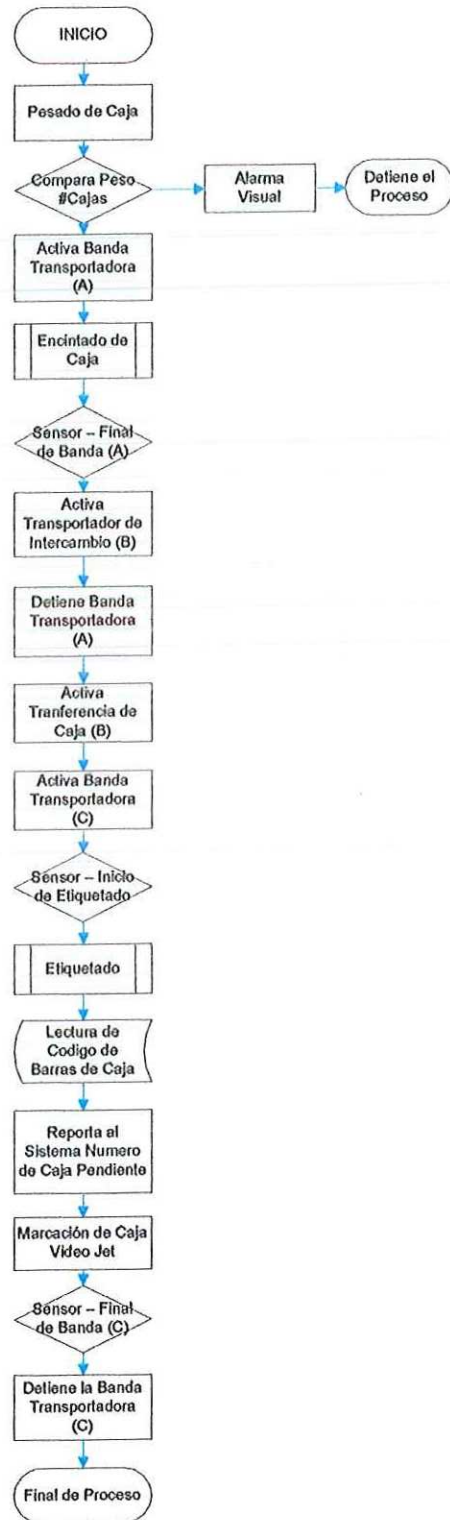 INICIO
Pesado de Caja
Compara Peso
#Cajas
Alarma
Visual
Detiene el
Proceso
Activa Banda
Transportadora
(A)
Encintado de
Caja
Sensor – Final
de Banda (A)
Activa
Transportador de
Intercambio (B)
Detiene Banda
Transportadora
(A)
Activa
Tranferencia de
Caja (B)
Activa Banda
Transportadora
(C)
Sensor – Inicio
de Etiquetado
Etiquetado
Lectura de
Codigo de
Barras de Caja
Reporta al
Sistema Numero
de Caja Pendiente
Marcación de Caja
Video Jet
Sensor – Final
de Banda (C)
Detiene la Banda
Transportadora
(C)
Final de Proceso